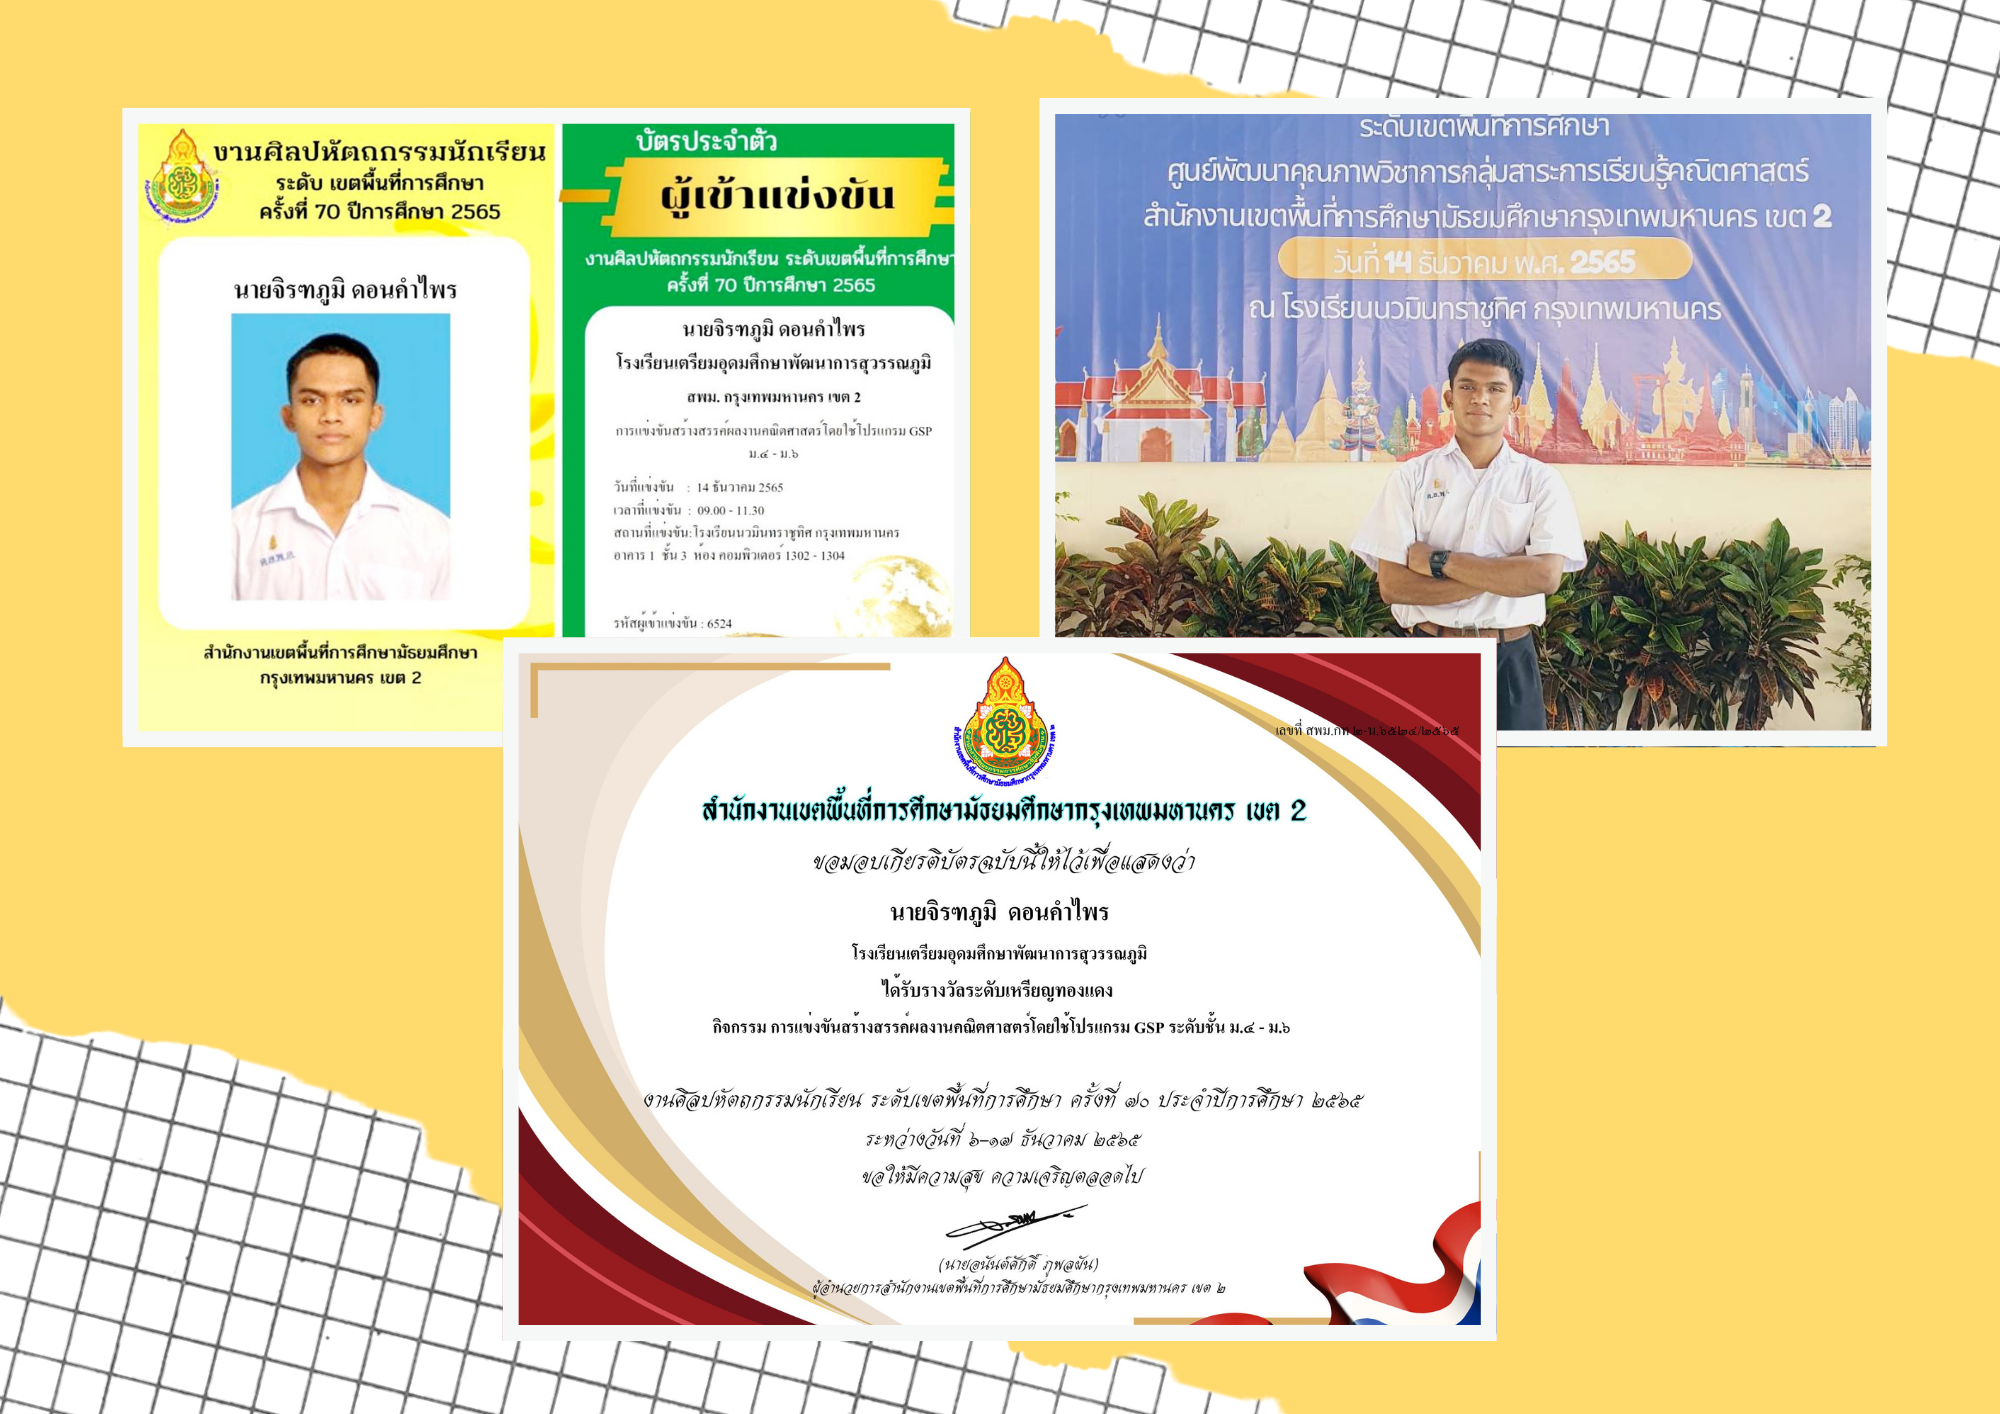 งานศิลปหัตถกรรมนักเรียน
ระดับ เขตพื้นที่การศึกษา
ครั้งที่ 70 ปีการศึกษา 2565
นายจิรฑภูมิ ดอนคำไพร
ต.อ.พ.ส.
สำนักงานเขตพื้นที่การศึกษามัธยมศึกษา
กรุงเทพมหานคร เขต 2
บัตรประจำตัว
ผู้เข้าแข่งขัน
งานศิลปหัตถกรรมนักเรียน ระดับเขตพื้นที่การศึกษา
ครั้งที่ 70 ปีการศึกษา 2565
นายจิรฑภูมิ ดอนคำไพร
โรงเรียนเตรียมอุดมศึกษาพัฒนาการสุวรรณภูมิ
สพม. กรุงเทพมหานคร เขต 2
การแข่งขันสร้างสรรค์ผลงานคณิตศาสตร์โดยใช้โปรแกรม GSP
ม.๔ - ม.๖
วันที่แข่งขัน : 14 ธันวาคม 2565
เวลาที่แข่งขัน : 09.00 - 11.30
สถานที่แข่งขัน: โรงเรียนนวมินทราชูทิศ กรุงเทพมหานคร
อาคาร 1 ชั้น 3 ห้อง คอมพิวเตอร์ 1302 - 1304
รหัสผู้เข้าแข่งขัน : 6524
ระดับเขตพื้นที่การศึกษา
ศูนย์พัฒนาคุณภาพวิชาการกลุ่มสาระการเรียนรู้คณิตศาสตร์
สำนักงานเขตพื้นที่การศึกษามัธยมศึกษากรุงเทพมหานคร เขต 2
วันที่ 14 ธันวาคม พ.ศ. 2565
ณ โรงเรียนนวมินทราชูทิศ กรุงเทพมหานคร
เลขที่ สพม.กท ๒-น.๖๕๒๔/๒๕๖๕
สำนักงานเขตพื้นที่การศึกษามัธยมศึกษากรุงเทพมหานคร เขต 2
ขอมอบเกียรติบัตรฉบับนี้ให้ไว้เพื่อแสดงว่า
นายจิรฑภูมิ ดอนคำไพร
โรงเรียนเตรียมอุดมศึกษาพัฒนาการสุวรรณภูมิ
ได้รับรางวัลระดับเหรียญทองแดง
กิจกรรม การแข่งขันสร้างสรรค์ผลงานคณิตศาสตร์โดยใช้โปรแกรม GSP ระดับชั้น ม.๔ - ม.๖
งานศิลปหัตถกรรมนักเรียน ระดับเขตพื้นที่การศึกษา ครั้งที่ ๗๐ ประจำปีการศึกษา ๒๕๖๕
ระหว่างวันที่ ๖-๑๗ ธันวาคม ๒๕๖๕
ขอให้มีความสุข ความเจริญตลอดไป
(นายอนันต์ศักดิ์ ภูพลผัน)
ผู้อำนวยการสำนักงานเขตพื้นที่การศึกษามัธยมศึกษากรุงเทพมหานคร เขต ๒